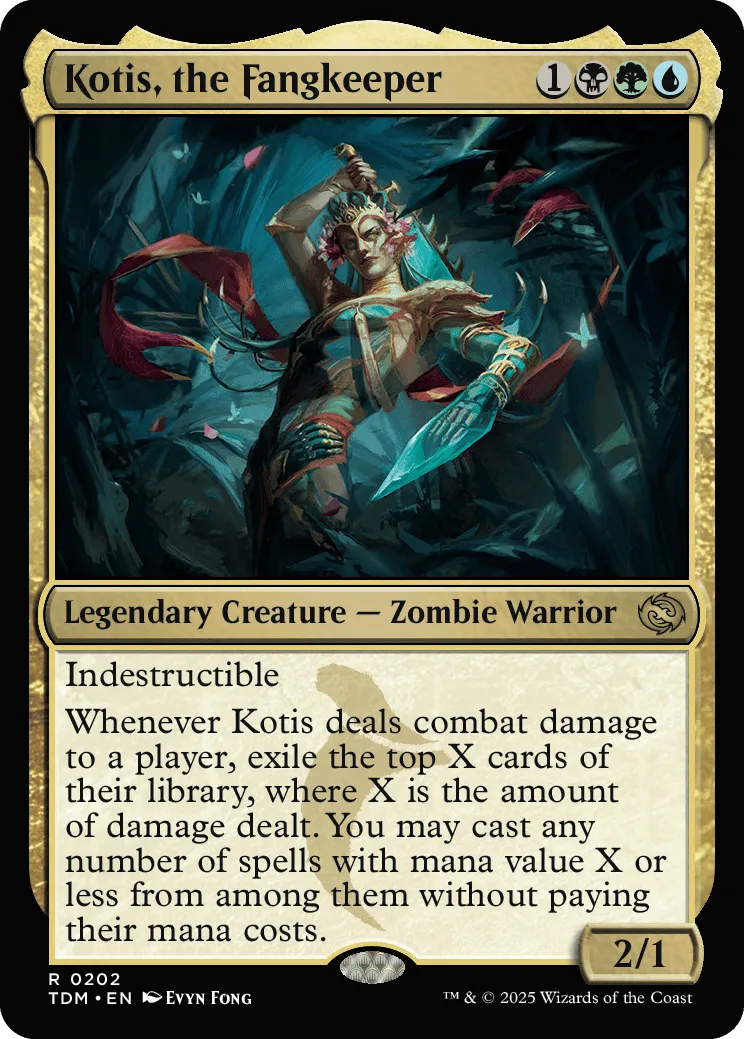 Kotis, the Fangkeeper 1
Legendary Creature — Zombie Warrior
Indestructible
Whenever Kotis deals combat damage
to a player, exile the top X cards of
their library, where X is the amount
of damage dealt. You may cast any
number of spells with mana value X or
less from among them without paying
their mana costs.
2/1
R 0202
TDM • EN Evyn Fong
™ & © 2025 Wizards of the Coast